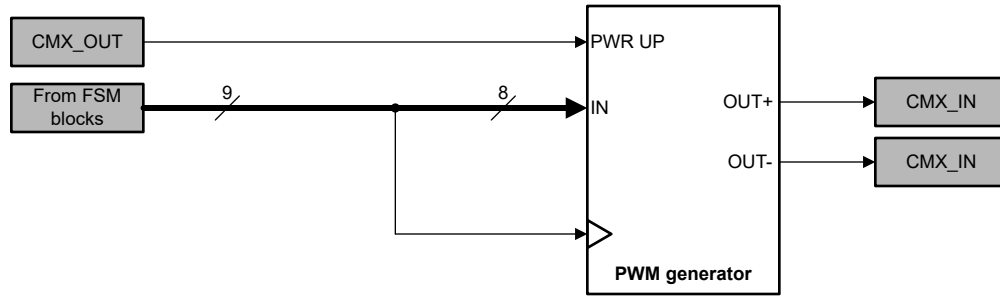 CMX_OUT
PWR UP
From FSM
blocks
9
8
IN
OUT+
CMX_IN
OUT-
CMX_IN
PWM generator